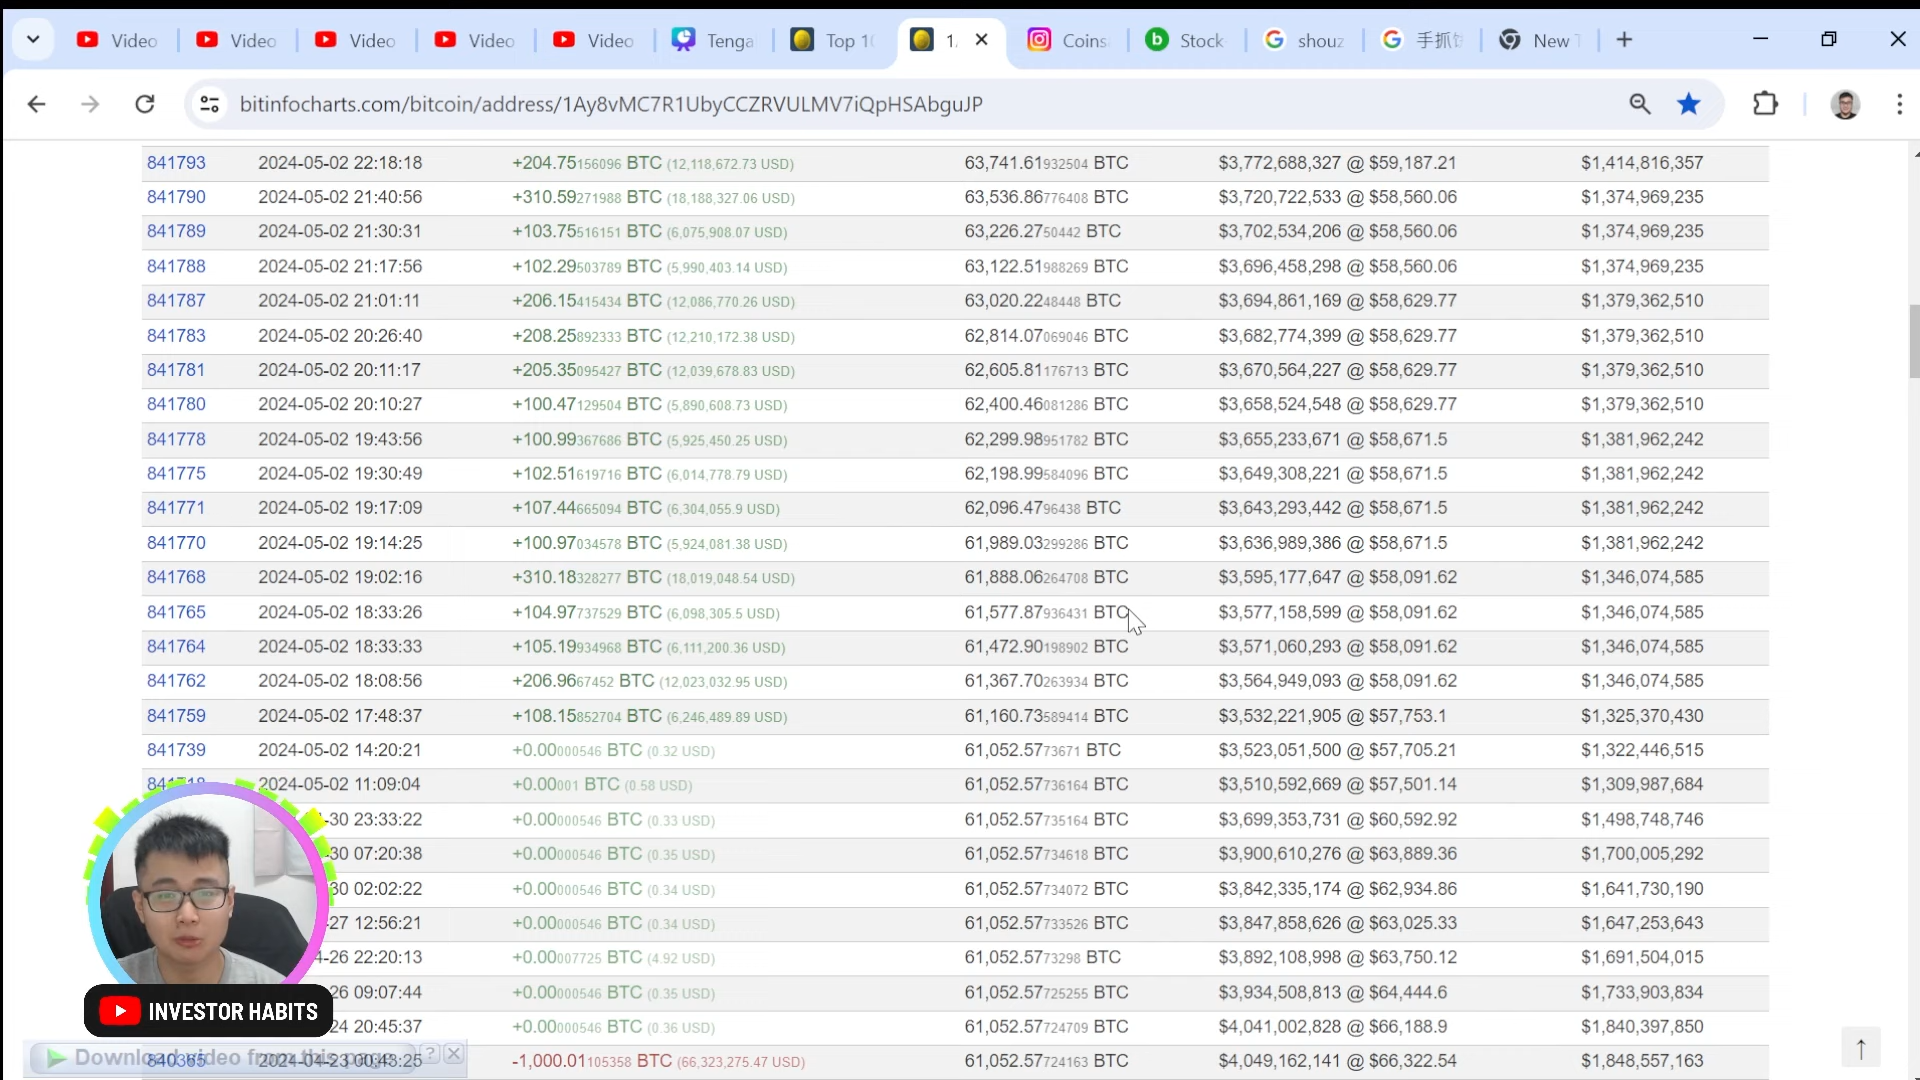 Video Video Video Video Video Tenga Top 10 1 Coins Stock shouz 手抓饼 New T
bitinfocharts.com/bitcoin/address/1Ay8vMC7R1UbyCCZRVULMV7iQpHSAbguJP
841793 2024-05-02 22:18:18 +204.75156096 BTC (12,118,672.73 USD) 63,741.61932504 BTC $3,772,688,327 @ $59,187.21 $1,414,816,357
841790 2024-05-02 21:40:56 +310.59271988 BTC (18,188,327.06 USD) 63,536.86776408 BTC $3,720,722,533 @ $58,560.06 $1,374,969,235
841789 2024-05-02 21:30:31 +103.75516151 BTC (6,075,908.07 USD) 63,226.2750442 BTC $3,702,534,206 @ $58,560.06 $1,374,969,235
841788 2024-05-02 21:17:56 +102.29503789 BTC (5,990,403.14 USD) 63,122.51988269 BTC $3,696,458,298 @ $58,560.06 $1,374,969,235
841787 2024-05-02 21:01:11 +206.15415434 BTC (12,086,770.26 USD) 63,020.2248448 BTC $3,694,861,169 @ $58,629.77 $1,379,362,510
841783 2024-05-02 20:26:40 +208.25892333 BTC (12,210,172.38 USD) 62,814.07069046 BTC $3,682,774,399 @ $58,629.77 $1,379,362,510
841781 2024-05-02 20:11:17 +205.35095427 BTC (12,039,678.83 USD) 62,605.81176713 BTC $3,670,564,227 @ $58,629.77 $1,379,362,510
841780 2024-05-02 20:10:27 +100.47129504 BTC (5,890,608.73 USD) 62,400.46081286 BTC $3,658,524,548 @ $58,629.77 $1,379,362,510
841778 2024-05-02 19:43:56 +100.99367686 BTC (5,925,450.25 USD) 62,299.98951782 BTC $3,655,233,671 @ $58,671.5 $1,381,962,242
841775 2024-05-02 19:30:49 +102.51619716 BTC (6,014,778.79 USD) 62,198.99584096 BTC $3,649,308,221 @ $58,671.5 $1,381,962,242
841771 2024-05-02 19:17:09 +107.44665094 BTC (6,304,055.9 USD) 62,096.4796438 BTC $3,643,293,442 @ $58,671.5 $1,381,962,242
841770 2024-05-02 19:14:25 +100.97034578 BTC (5,924,081.38 USD) 61,989.03299286 BTC $3,636,989,386 @ $58,671.5 $1,381,962,242
841768 2024-05-02 19:02:16 +310.18328277 BTC (18,019,048.54 USD) 61,888.06264708 BTC $3,595,177,647 @ $58,091.62 $1,346,074,585
841765 2024-05-02 18:33:26 +104.97737529 BTC (6,098,305.5 USD) 61,577.87936431 BTC $3,577,158,599 @ $58,091.62 $1,346,074,585
841764 2024-05-02 18:33:33 +105.19934968 BTC (6,111,200.36 USD) 61,472.90198902 BTC $3,571,060,293 @ $58,091.62 $1,346,074,585
841762 2024-05-02 18:08:56 +206.9667452 BTC (12,023,032.95 USD) 61,367.70263934 BTC $3,564,949,093 @ $58,091.62 $1,346,074,585
841759 2024-05-02 17:48:37 +108.15852704 BTC (6,246,489.89 USD) 61,160.73589414 BTC $3,532,221,905 @ $57,753.1 $1,325,370,430
841739 2024-05-02 14:20:21 +0.00000546 BTC (0.32 USD) 61,052.5773671 BTC $3,523,051,500 @ $57,705.21 $1,322,446,515
841718 2024-05-02 11:09:04 +0.00001 BTC (0.58 USD) 61,052.57736164 BTC $3,510,592,669 @ $57,501.14 $1,309,987,684
-30 23:33:22 +0.00000546 BTC (0.33 USD) 61,052.57735164 BTC $3,699,353,731 @ $60,592.92 $1,498,748,746
30 07:20:38 +0.00000546 BTC (0.35 USD) 61,052.57734618 BTC $3,900,610,276 @ $63,889.36 $1,700,005,292
30 02:02:22 +0.00000546 BTC (0.34 USD) 61,052.57734072 BTC $3,842,335,174 @ $62,934.86 $1,641,730,190
-27 12:56:21 +0.00000546 BTC (0.34 USD) 61,052.57733526 BTC $3,847,858,626 @ $63,025.33 $1,647,253,643
4-26 22:20:13 +0.00007725 BTC (4.92 USD) 61,052.5773298 BTC $3,892,108,998 @ $63,750.12 $1,691,504,015
26 09:07:44 +0.00000546 BTC (0.35 USD) 61,052.57725255 BTC $3,934,508,813 @ $64,444.6 $1,733,903,834
24 20:45:37 +0.00000546 BTC (0.36 USD) 61,052.57724709 BTC $4,041,002,828 @ $66,188.9 $1,840,397,850
INVESTOR HABITS
840365 2024-04-23 00:43:25 -1,000.01105358 BTC (66,323,275.47 USD) 61,052.57724163 BTC $4,049,162,141 @ $66,322.54 $1,848,557,163
Download video from this page ?